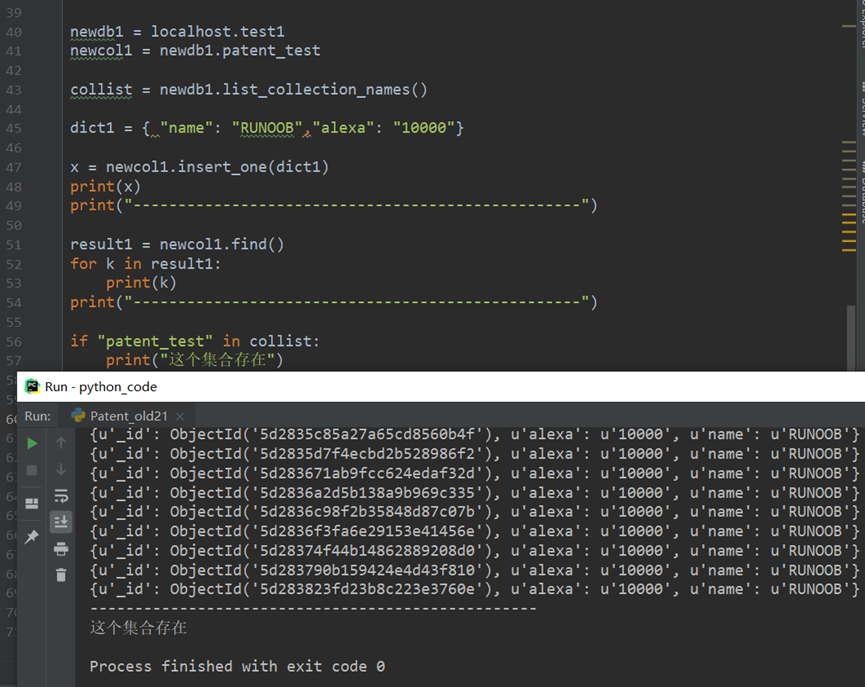 39
40 newdb1 = localhost.test1
41 newcol1 = newdb1.patent_test
42
43 collist = newdb1.list_collection_names()
44
45 dict1 = { "name": "RUNOOB","alexa": "10000"}
46
47 x = newcol1.insert_one(dict1)
48 print(x)
49 print("--------------------------------------------------")
50
51 result1 = newcol1.find()
52 for k in result1:
53 print(k)
54 print("--------------------------------------------------")
55
56 if "patent_test" in collist:
57 print("这个集合存在")
Run - python_code
Run: Patent_old21
{u'_id': ObjectId('5d2835c85a27a65cd8560b4f'), u'alexa': u'10000', u'name': u'RUNOOB'}
{u'_id': ObjectId('5d2835d7f4ecbd2b528986f2'), u'alexa': u'10000', u'name': u'RUNOOB'}
{u'_id': ObjectId('5d283671ab9fcc624edaf32d'), u'alexa': u'10000', u'name': u'RUNOOB'}
{u'_id': ObjectId('5d2836a2d5b138a9b969c335'), u'alexa': u'10000', u'name': u'RUNOOB'}
{u'_id': ObjectId('5d2836c98f2b35848d87c07b'), u'alexa': u'10000', u'name': u'RUNOOB'}
{u'_id': ObjectId('5d2836f3fa6e29153e41456e'), u'alexa': u'10000', u'name': u'RUNOOB'}
{u'_id': ObjectId('5d28374f44b14862889208d0'), u'alexa': u'10000', u'name': u'RUNOOB'}
{u'_id': ObjectId('5d283790b159424e4d43f810'), u'alexa': u'10000', u'name': u'RUNOOB'}
{u'_id': ObjectId('5d283823fd23b8c223e3760e'), u'alexa': u'10000', u'name': u'RUNOOB'}
--------------------------------------------------
这个集合存在
Process finished with exit code 0